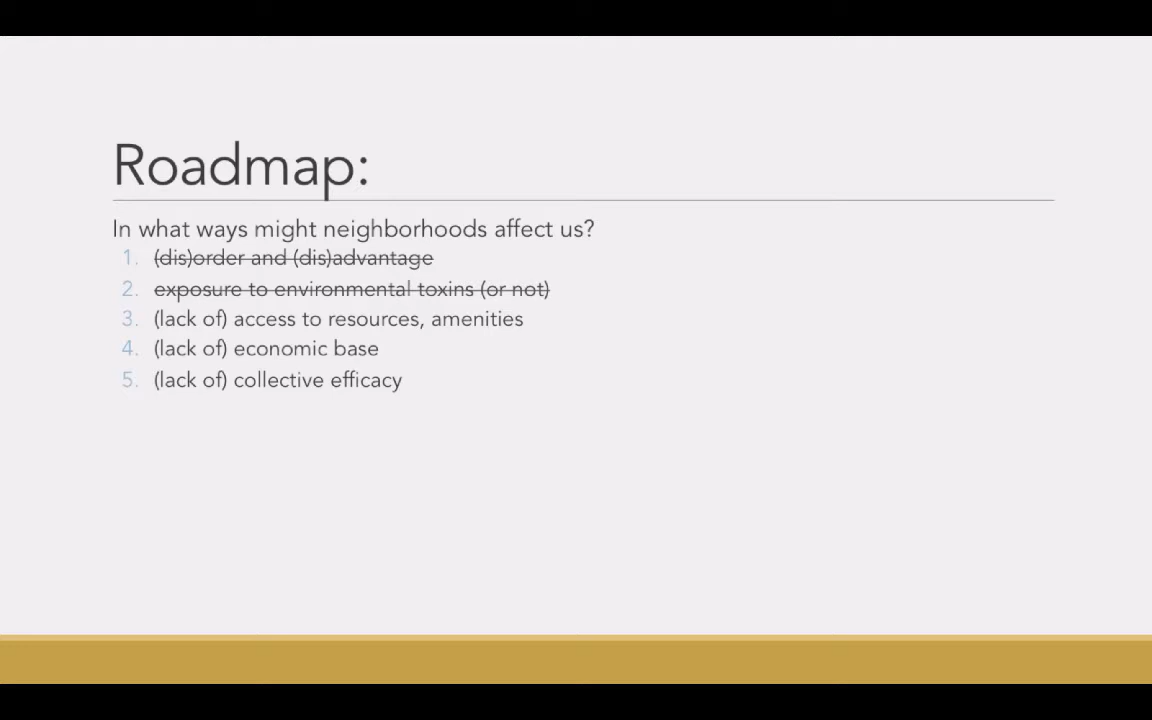 Roadmap:
In what ways might neighborhoods affect us?
1. (dis)order and (dis)advantage
2. exposure to environmental toxins (or not)
3. (lack of) access to resources, amenities
4. (lack of) economic base
5. (lack of) collective efficacy